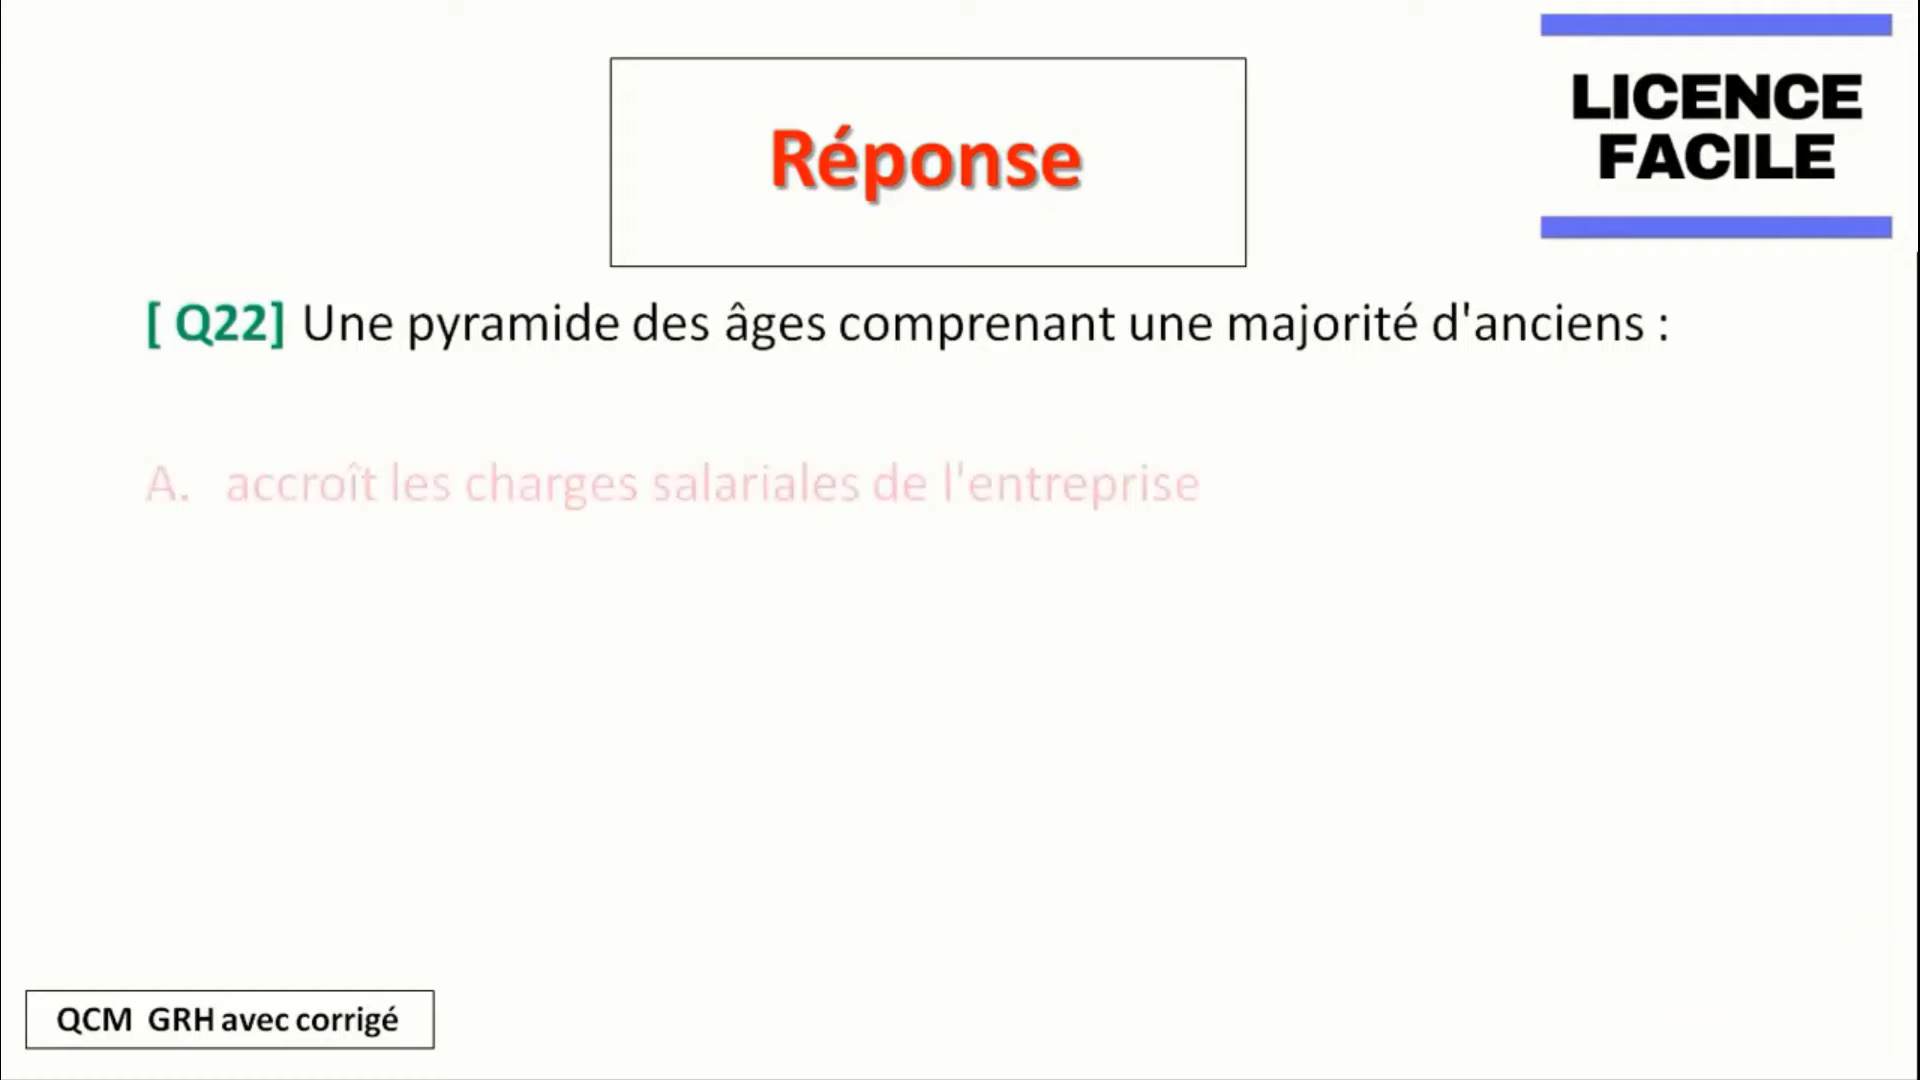 LICENCE
FACILE
Réponse
[ Q22] Une pyramide des âges comprenant une majorité d'anciens :
A. accroît les charges salariales de l'entreprise
QCM GRH avec corrigé